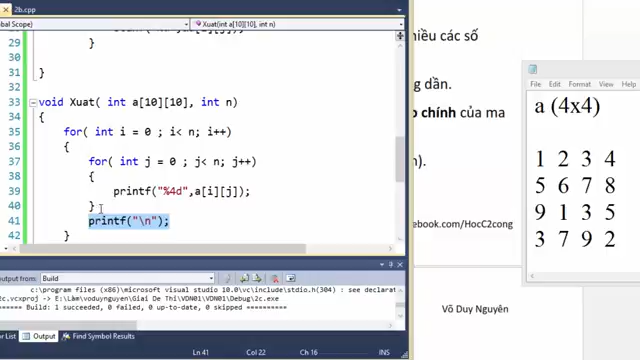 2b.cpp
Global Scope)
Xuat(int a[10][10], int n)
29 }
30
31 }
32
33 void Xuat( int a[10][10], int n)
34 {
35 for( int i = 0 ; i< n; i++)
36 {
37 for( int j = 0 ; j< n; j++)
38 {
39 printf("%4d",a[i][j]);
40 }
41 printf("\n");
42 }
output from: Build
c:\program files (x86)\microsoft visual studio 10.0\vc\include\stdio.h(304) : see declara
2c.vcxproj -> E:\Lâm\voduynguyen\Giai De Thi\VDN01\VDN01\Debug\2c.exe
==== Build: 1 succeeded, 0 failed, 0 up-to-date, 0 skipped ==========
Output Find Symbol Results
Ln 41 Col 22 Ch 16 INS
iều các số
g dần.
p chính của ma
n).
cebook.com/HocC2cong
Võ Duy Nguyên
File Edit Format View Help
a (4x4)
1 2 3 4
5 6 7 8
9 1 3 5
3 7 9 2